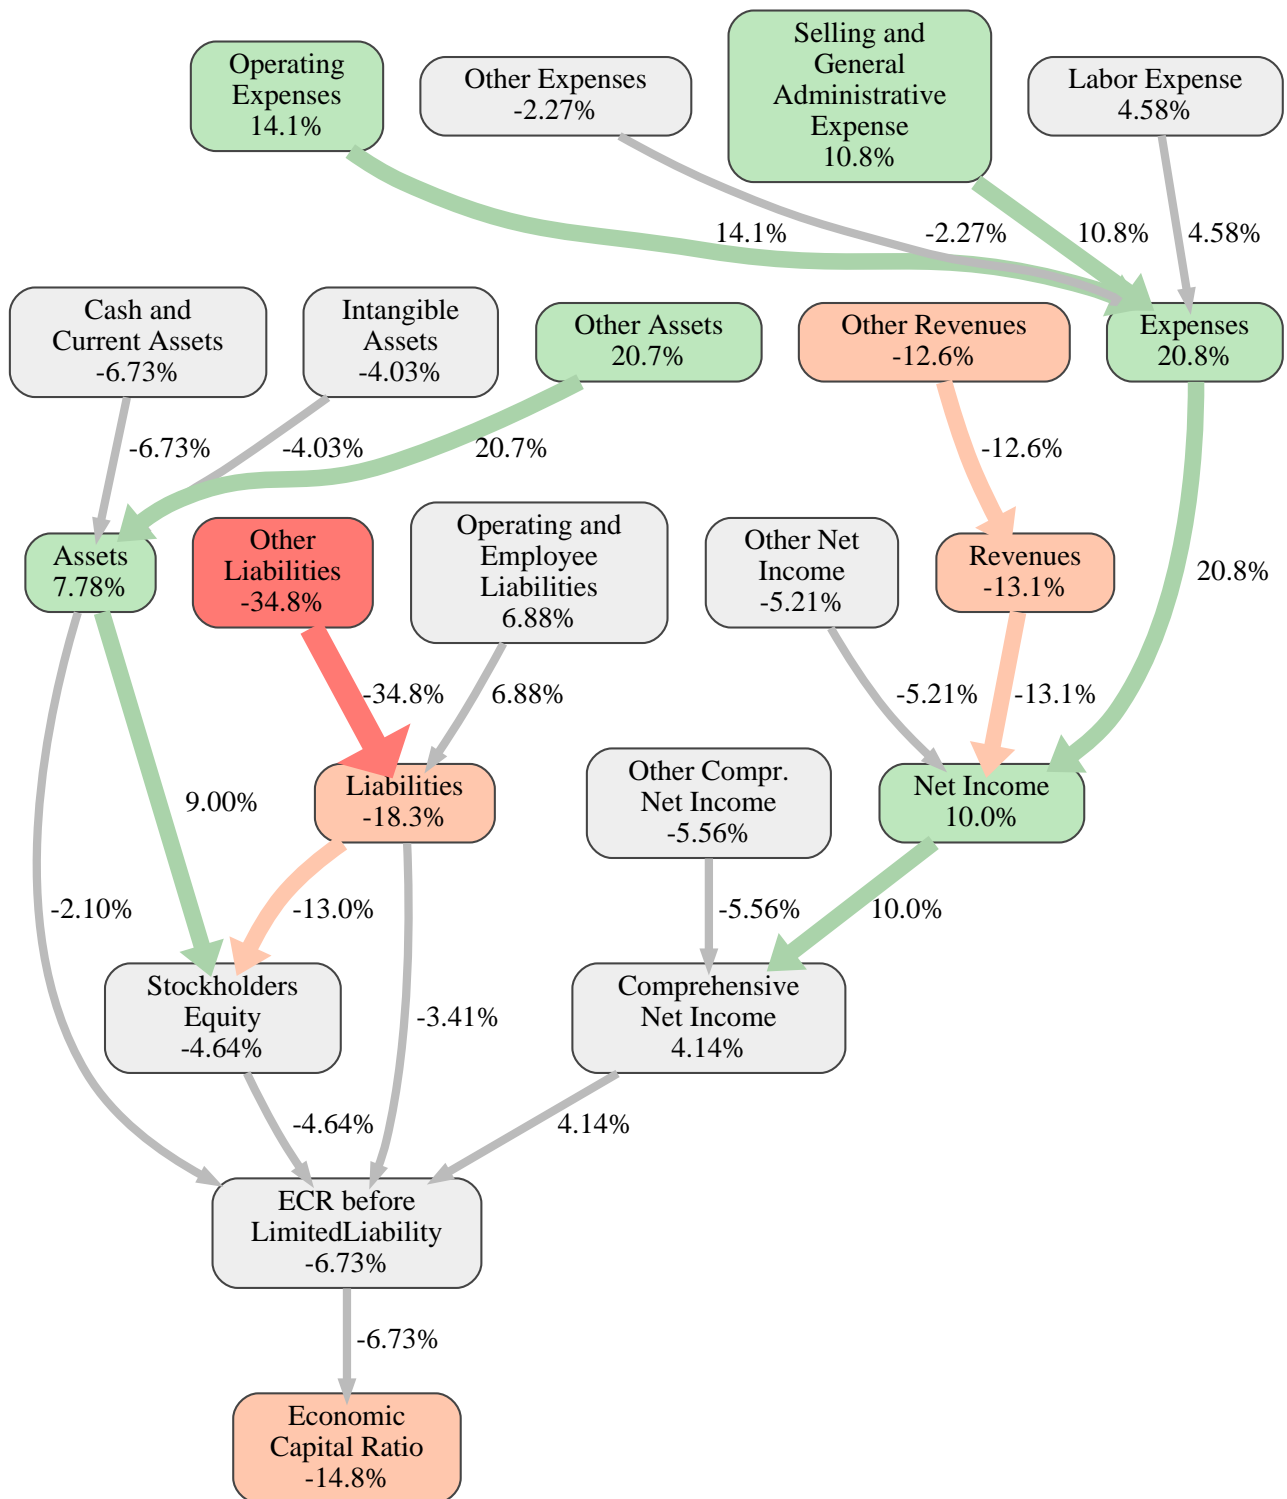 Operating
Expenses
14.1%
Other Expenses
-2.27%
Selling and
General
Administrative
Expense
10.8%
Labor Expense
4.58%
14.1%
-2.27%
10.8%
4.58%
Cash and
Current Assets
-6.73%
Intangible
Assets
-4.03%
Other Assets
20.7%
Other Revenues
-12.6%
Expenses
20.8%
-6.73%
-4.03%
20.7%
-12.6%
20.8%
Assets
7.78%
Other
Liabilities
-34.8%
Operating and
Employee
Liabilities
6.88%
Other Net
Income
-5.21%
Revenues
-13.1%
-34.8%
6.88%
-5.21%
-13.1%
9.00%
Liabilities
-18.3%
Other Compr.
Net Income
-5.56%
Net Income
10.0%
-2.10%
-13.0%
-5.56%
10.0%
Stockholders
Equity
-4.64%
-3.41%
Comprehensive
Net Income
4.14%
-4.64%
4.14%
ECR before
LimitedLiability
-6.73%
-6.73%
Economic
Capital Ratio
-14.8%